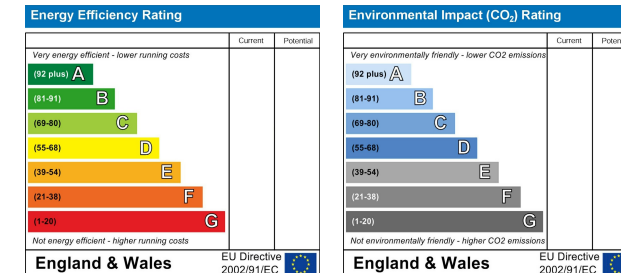 Energy Efficiency Rating
Current Potential
Very energy efficient - lower running costs
(92 plus) A
(81-91) B
(69-80) C
(55-68) D
(39-54) E
(21-38) F
(1-20) G
Not energy efficient - higher running costs
England & Wales
EU Directive
2002/91/EC
Environmental Impact (CO₂) Rating
Current Poten
Very environmentally friendly - lower CO2 emissions
(92 plus) A
(81-91) B
(69-80) C
(55-68) D
(39-54) E
(21-38) F
(1-20) G
Not environmentally friendly - higher CO2 emissions
England & Wales
EU Directive
2002/91/EC